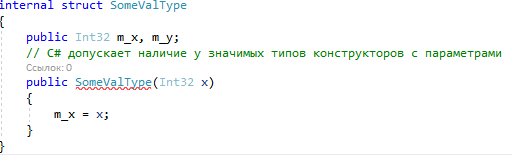 internal struct SomeValType
{
public Int32 m_x, m_y;
// C# допускает наличие у значимых типов конструкторов с параметрами
Ссылок: 0
public SomeValType(Int32 x)
{
m_x = x;
}
}